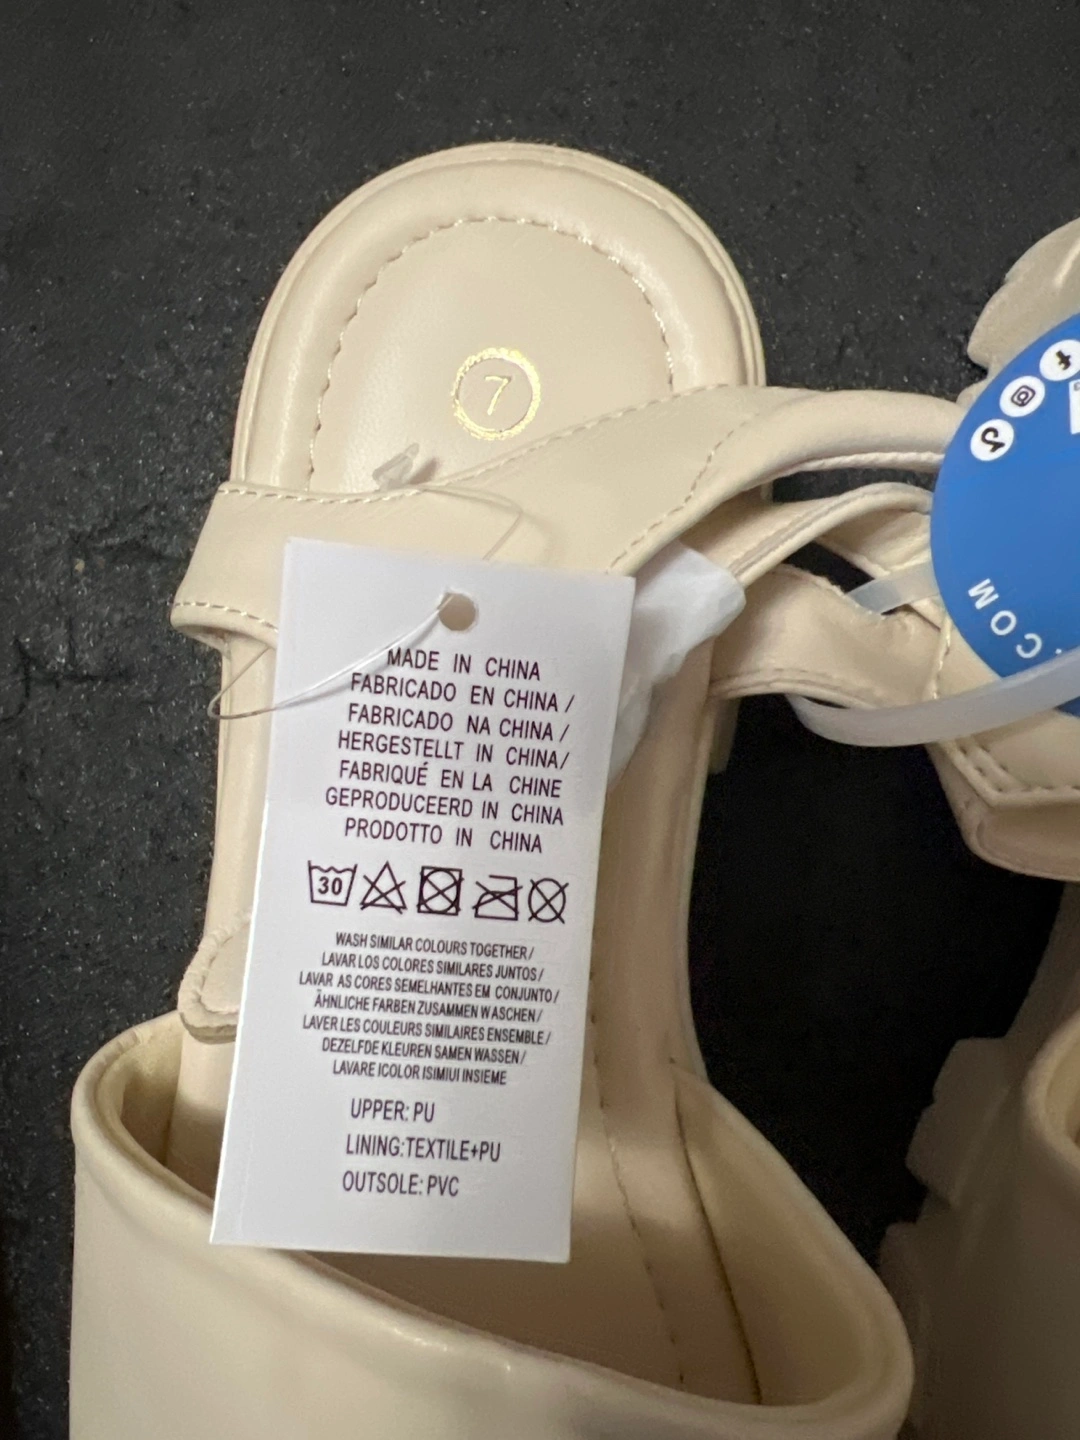 7
MADE IN CHINA
FABRICADO EN CHINA /
FABRICADO NA CHINA /
HERGESTELLT IN CHINA/
FABRIQUÉ EN LA CHINE
GEPRODUCEERD IN CHINA
PRODOTTO IN CHINA
30
WASH SIMILAR COLOURS TOGETHER/
LAVAR LOS COLORES SIMILARES JUNTOS/
LAVAR AS CORES SEMELHANTES EM CONJUNTO/
ÄHNLICHE FARBEN ZUSAMMEN WASCHEN/
LAVER LES COULEURS SIMILAIRES ENSEMBLE/
DEZELFDE KLEUREN SAMEN WASSEN/
LAVARE ICOLOR ISIMIUI INSIEME
UPPER: PU
LINING:TEXTILE+PU
OUTSOLE: PVC
.COM